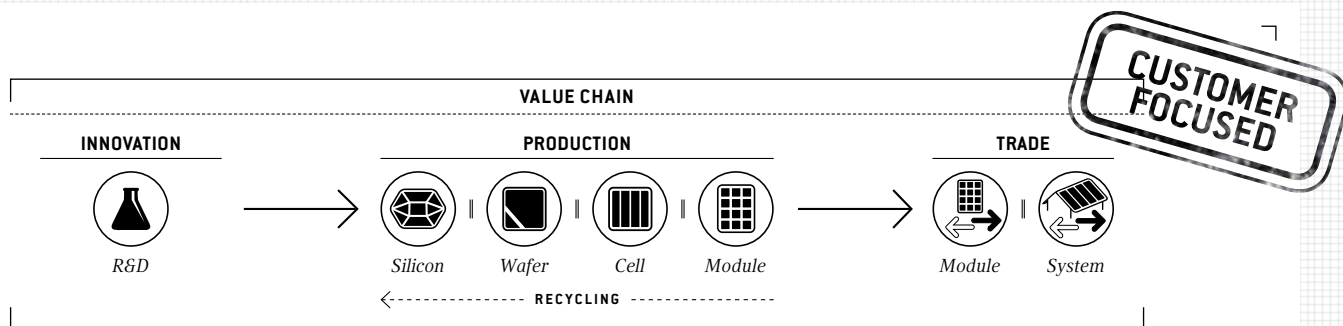 CUSTOMER
FOCUSED
VALUE CHAIN
INNOVATION
PRODUCTION
TRADE
R&D
Silicon
Wafer
Cell
Module
Module
System
RECYCLING